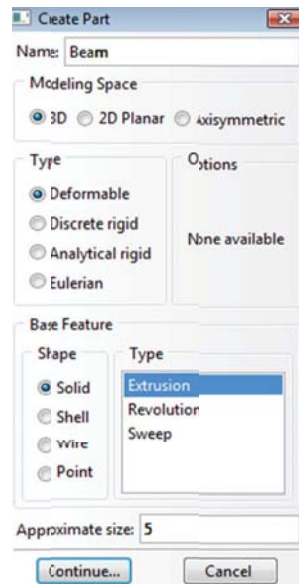 Create Part
Name: Beam
Modeling Space
3D 2D Planar Axisymmetric
Type
Deformable
Discrete rigid
Analytical rigid
Eulerian
Options
None available
Base Feature
Shape
Solid
Shell
Wire
Point
Type
Extrusion
Revolution
Sweep
Approximate size: 5
Continue... Cancel